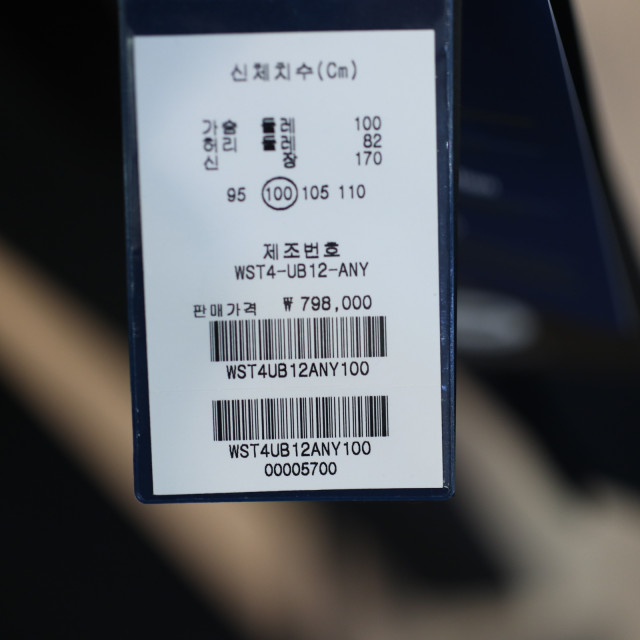 신체치수(Cm)
가슴 둘레 100
허리 둘레 82
신 장 170
95 100 105 110
제조번호
WST4-UB12-ANY
판매가격 ₩ 798,000
WST4UB12ANY100
WST4UB12ANY100
00005700